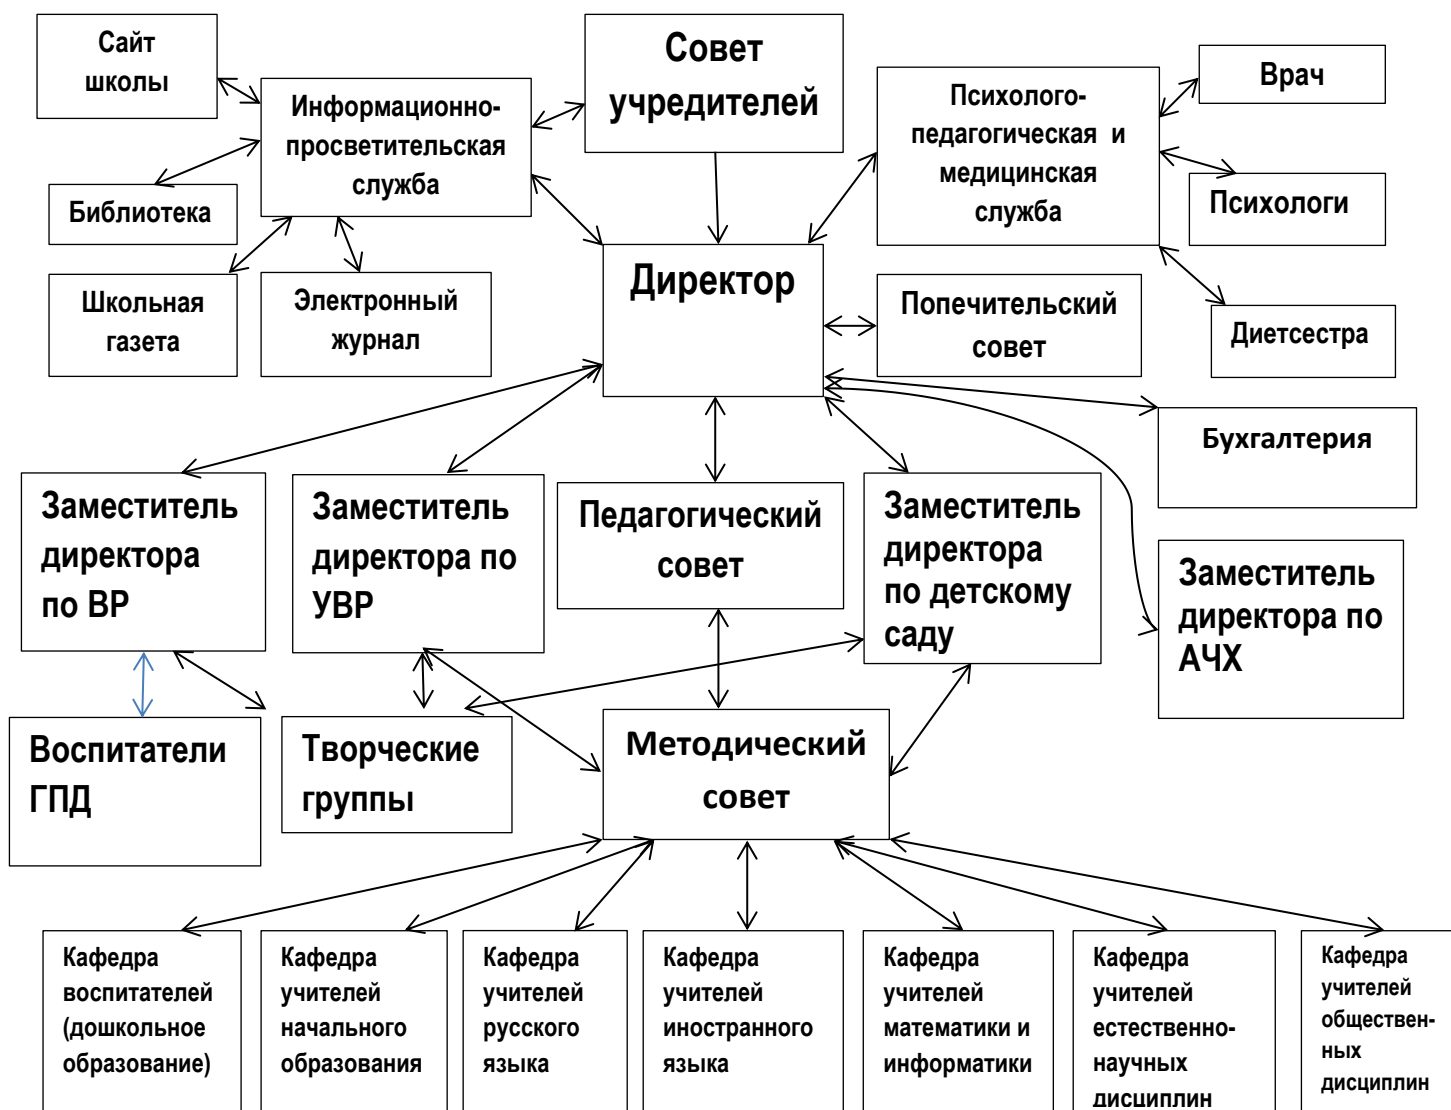 Сайт
школы
Информационно-
просветительская
служба
Совет
учредителей
Психолого-
педагогическая и
медицинская
служба
Врач
Библиотека
Психологи
Школьная
газета
Электронный
журнал
Директор
Попечительский
совет
Диетсестра
Бухгалтерия
Заместитель
директора
по ВР
Заместитель
директора по
УВР
Педагогический
совет
Заместитель
директора
по детскому
саду
Заместитель
директора по
АЧХ
Воспитатели
ГПД
Творческие
группы
Методический
совет
Кафедра
воспитателей
(дошкольное
образование)
Кафедра
учителей
начального
образования
Кафедра
учителей
русского
языка
Кафедра
учителей
иностранного
языка
Кафедра
учителей
математики и
информатики
Кафедра
учителей
естественно-
научных
дисциплин
Кафедра
учителей
обществен-
ных
дисциплин